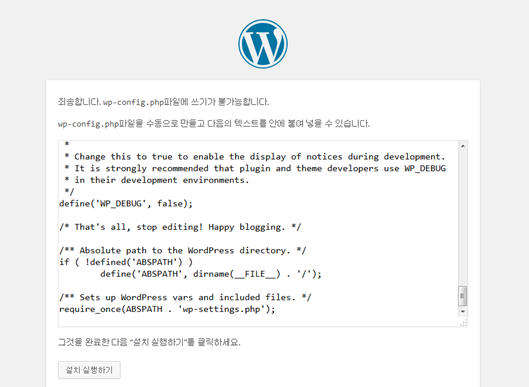 죄송합니다. wp-config.php파일에 쓰기가 불가능합니다.
wp-config.php파일을 수동으로 만들고 다음의 텍스트를 안에 붙여 넣을 수 있습니다.
 *
 * Change this to true to enable the display of notices during development.
 * It is strongly recommended that plugin and theme developers use WP_DEBUG
 * in their development environments.
 */
define('WP_DEBUG', false);
/* That's all, stop editing! Happy blogging. */
/** Absolute path to the WordPress directory. */
if ( !defined('ABSPATH') )
        define('ABSPATH', dirname(__FILE__) . '/');
/** Sets up WordPress vars and included files. */
require_once(ABSPATH . 'wp-settings.php');
그것을 완료한 다음 "설치 실행하기"를 클릭하세요.
설치 실행하기